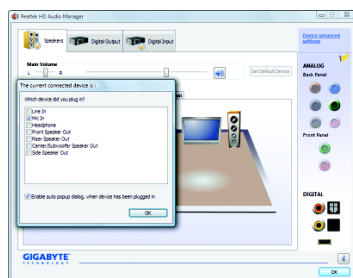 Realtek HD Audio Manager
Speakers
Digital Output
Digital Input
Device advanced settings
Main Volume
L
R
Set Default Device
ANALOG
Back Panel
The current connected device is :
Which device did you plug in?
Line In
Mic In
Headphone
Front Speaker Out
Rear Speaker Out
Center/Subwoofer Speaker Out
Side Speaker Out
Enable auto popup dialog, when device has been plugged in
OK
Front Panel
DIGITAL
GIGABYTE
TECHNOLOGY
OK